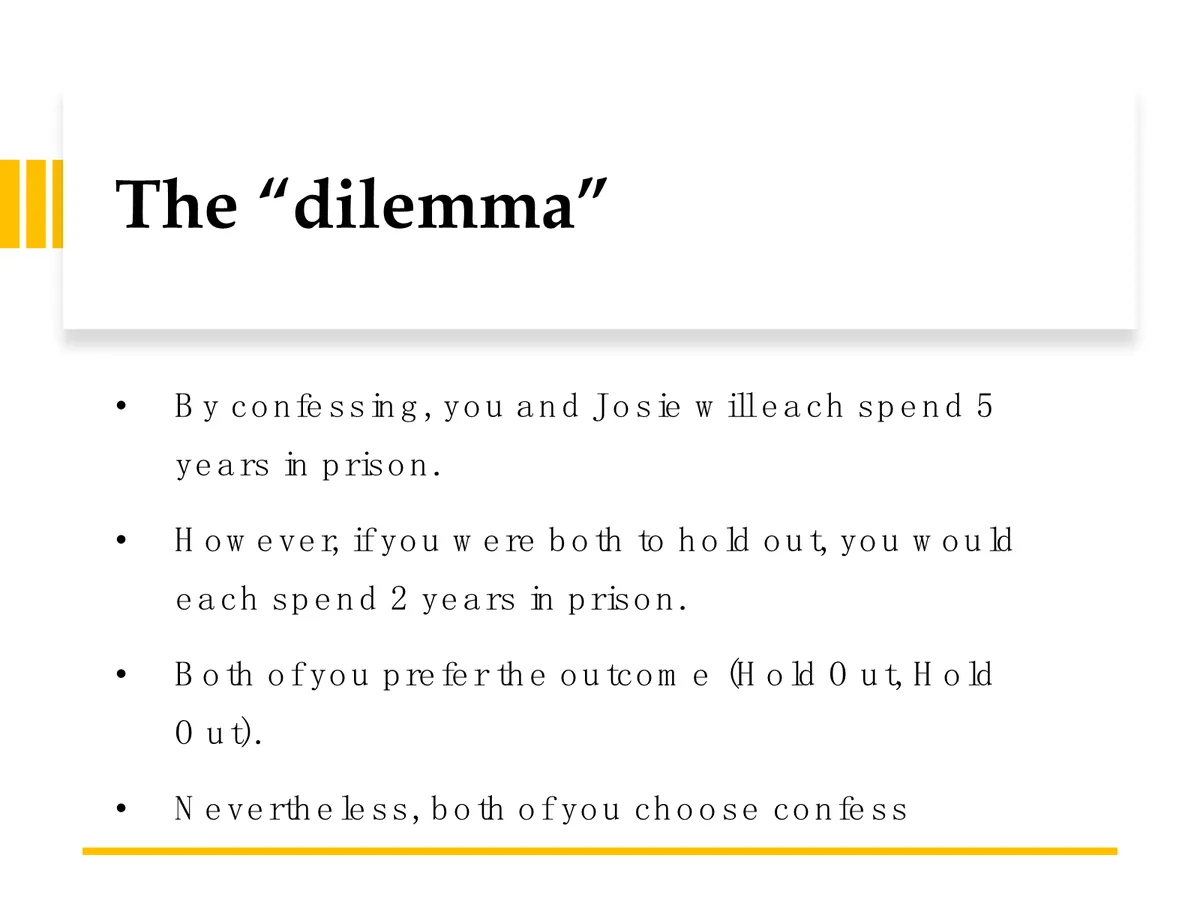 The “dilemma”
• By confessing, you and Josie will each spend 5
years in prison.
• However, if you were both to hold out, you would
each spend 2 years in prison.
• Both of you prefer the outcome (Hold Out, Hold
Out).
• Nevertheless, both of you choose confess